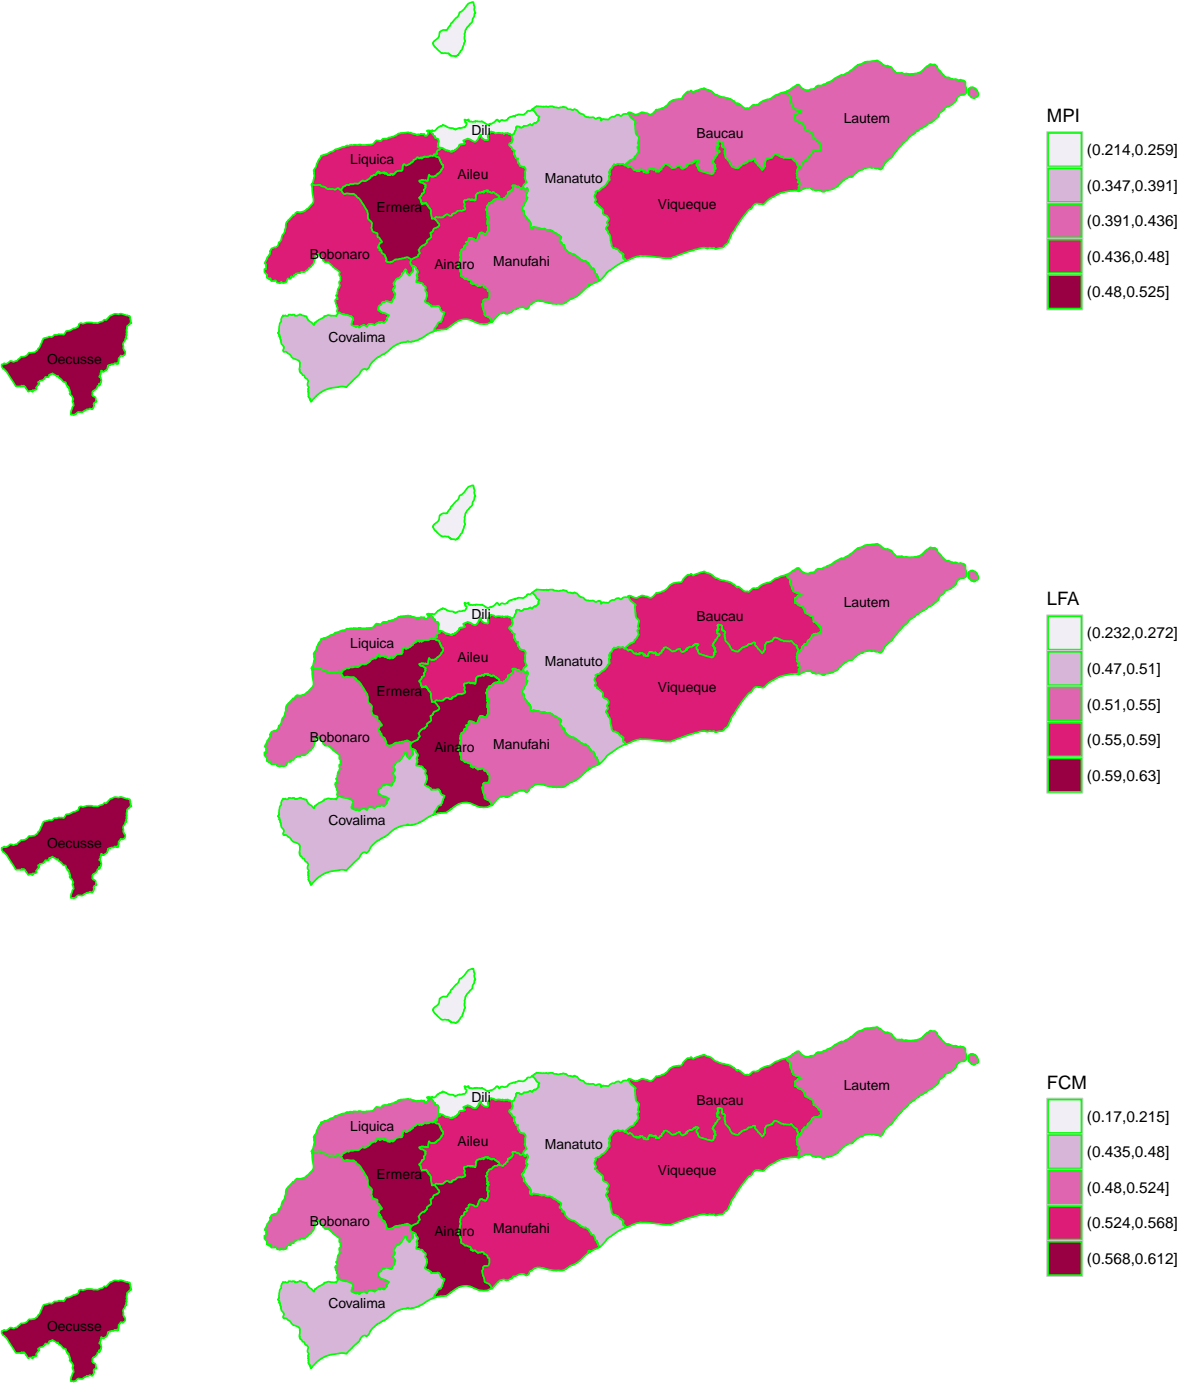 MPI
(0.214,0.259]
(0.347,0.391]
(0.391,0.436]
(0.436,0.48]
(0.48,0.525]
Dili
Lautem
Baucau
Liquica
Aileu
Manatuto
Viqueque
Ermera
Bobonaro
Ainaro
Manufahi
Covalima
Oecusse
LFA
(0.232,0.272]
(0.47,0.51]
(0.51,0.55]
(0.55,0.59]
(0.59,0.63]
Dili
Lautem
Baucau
Liquica
Aileu
Manatuto
Viqueque
Ermera
Bobonaro
Ainaro
Manufahi
Covalima
Oecusse
FCM
(0.17,0.215]
(0.435,0.48]
(0.48,0.524]
(0.524,0.568]
(0.568,0.612]
Dili
Lautem
Baucau
Liquica
Aileu
Manatuto
Viqueque
Ermera
Bobonaro
Ainaro
Manufahi
Covalima
Oecusse